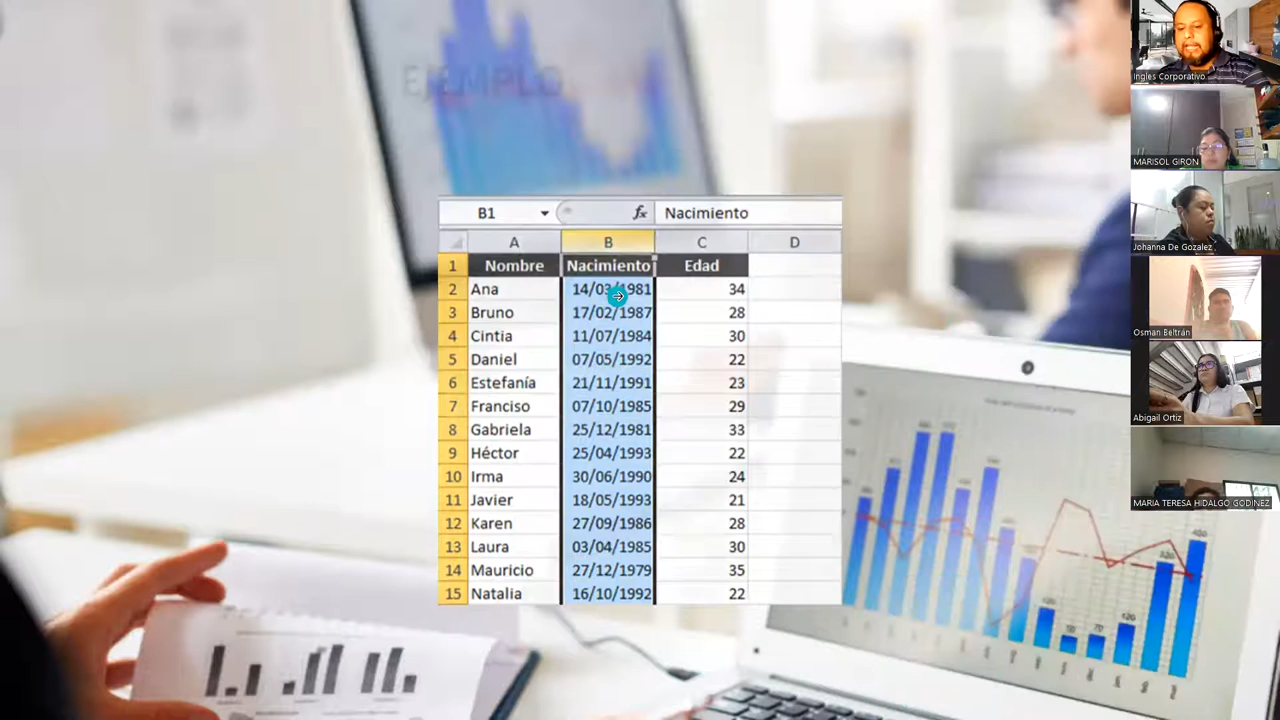 EJEMPLO
B1 fx Nacimiento
A B C D
1 Nombre Nacimiento Edad
2 Ana 14/03/1981 34
3 Bruno 17/02/1987 28
4 Cintia 11/07/1984 30
5 Daniel 07/05/1992 22
6 Estefanía 21/11/1991 23
7 Franciso 07/10/1985 29
8 Gabriela 25/12/1981 33
9 Héctor 25/04/1993 22
10 Irma 30/06/1990 24
11 Javier 18/05/1993 21
12 Karen 27/09/1986 28
13 Laura 03/04/1985 30
14 Mauricio 27/12/1979 35
15 Natalia 16/10/1992 22
Ingles Corporativo
MARISOL GIRON
Johanna De Gozalez
Osman Beltrán
Abigail Ortiz
MARIA TERESA HIDALGO GODINEZ